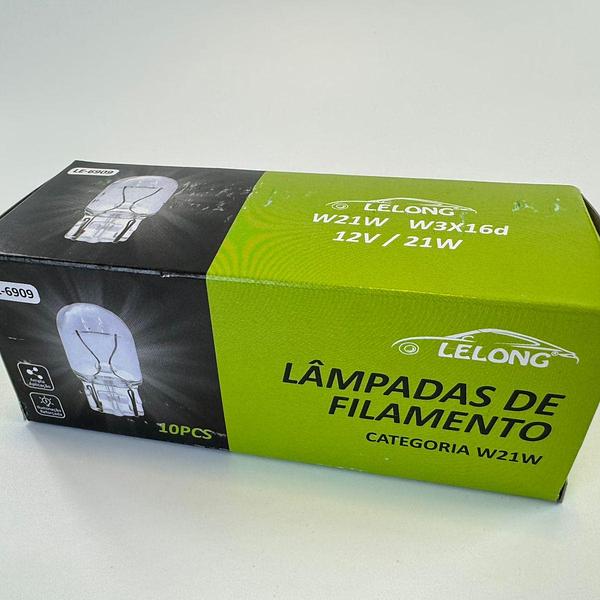 LE-6909
LELONG
W21W W3X16d
12V / 21W
-6909
LELONG
LÂMPADAS DE
FILAMENTO
CATEGORIA W21W
10PCS